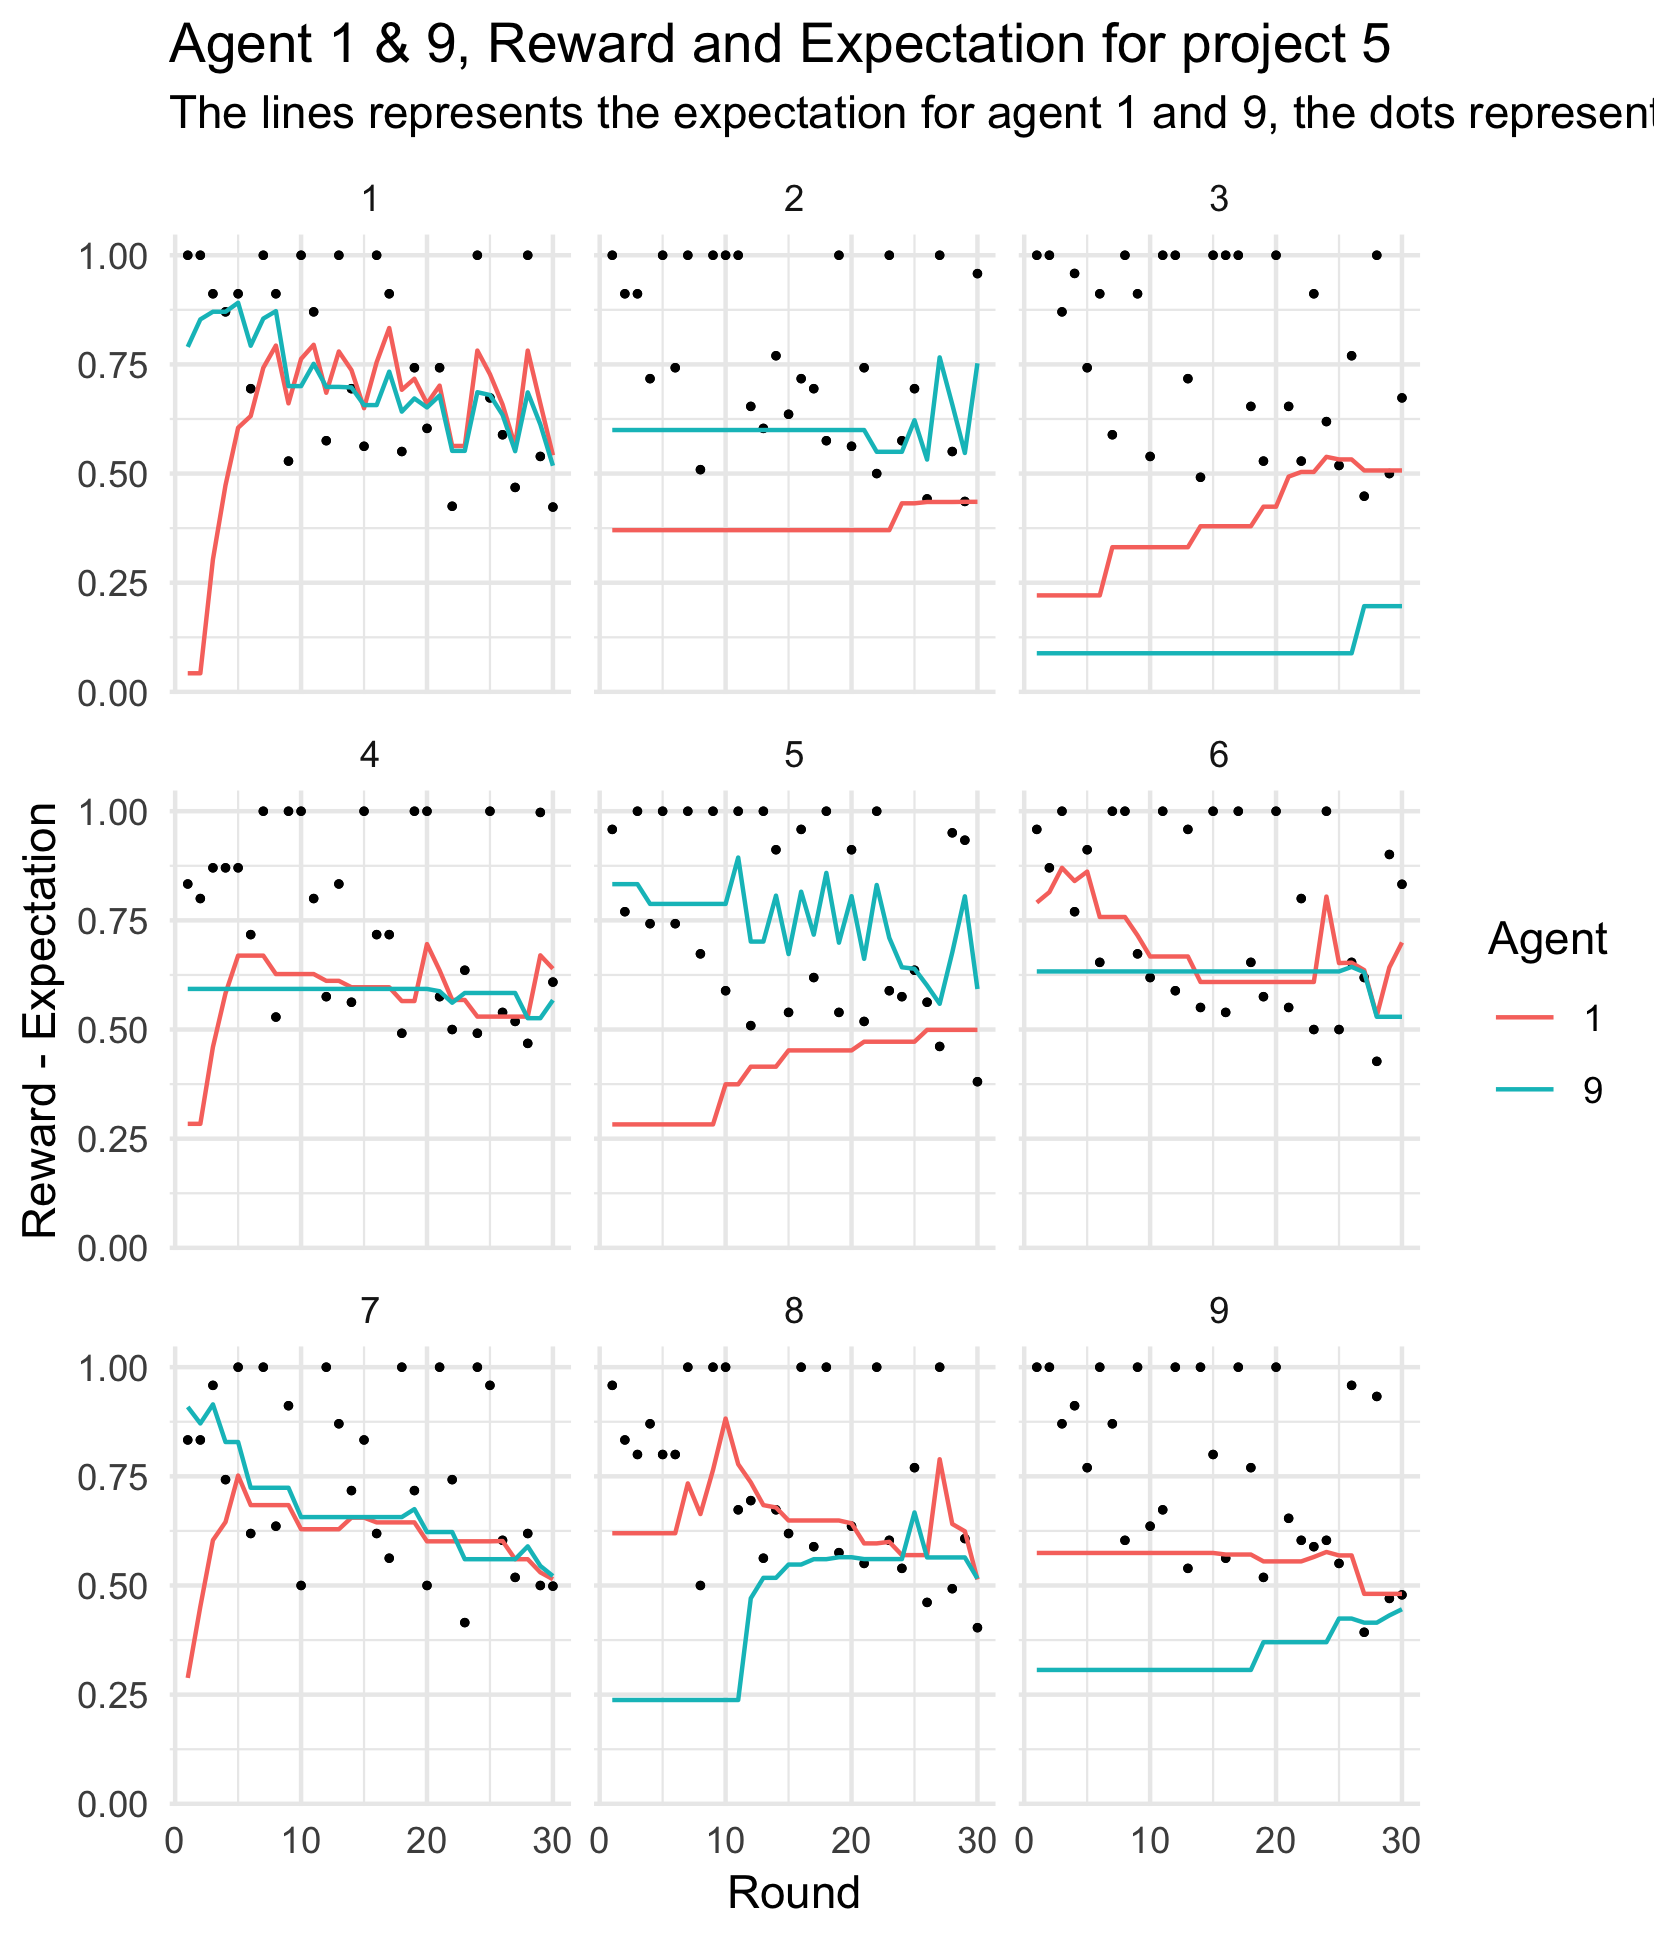 Agent 1 & 9, Reward and Expectation for project 5
The lines represents the expectation for agent 1 and 9, the dots represent
1 2 3
1.00
0.75
0.50
0.25
0.00
4 5 6
1.00
0.75
0.50
0.25
0.00
7 8 9
1.00
0.75
0.50
0.25
0.00
0 10 20 30 0 10 20 30 0 10 20 30
Round
Reward - Expectation
Agent
1
9